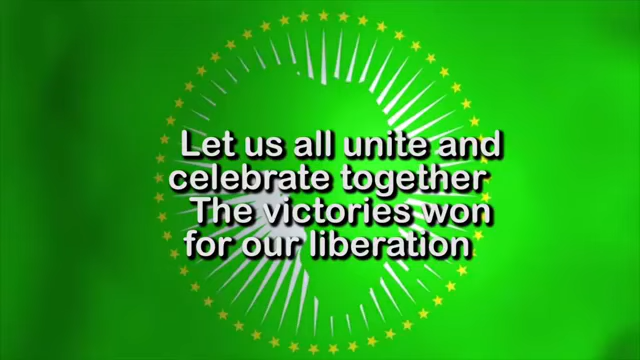 Let us all unite and
celebrate together
The victories won
for our liberation